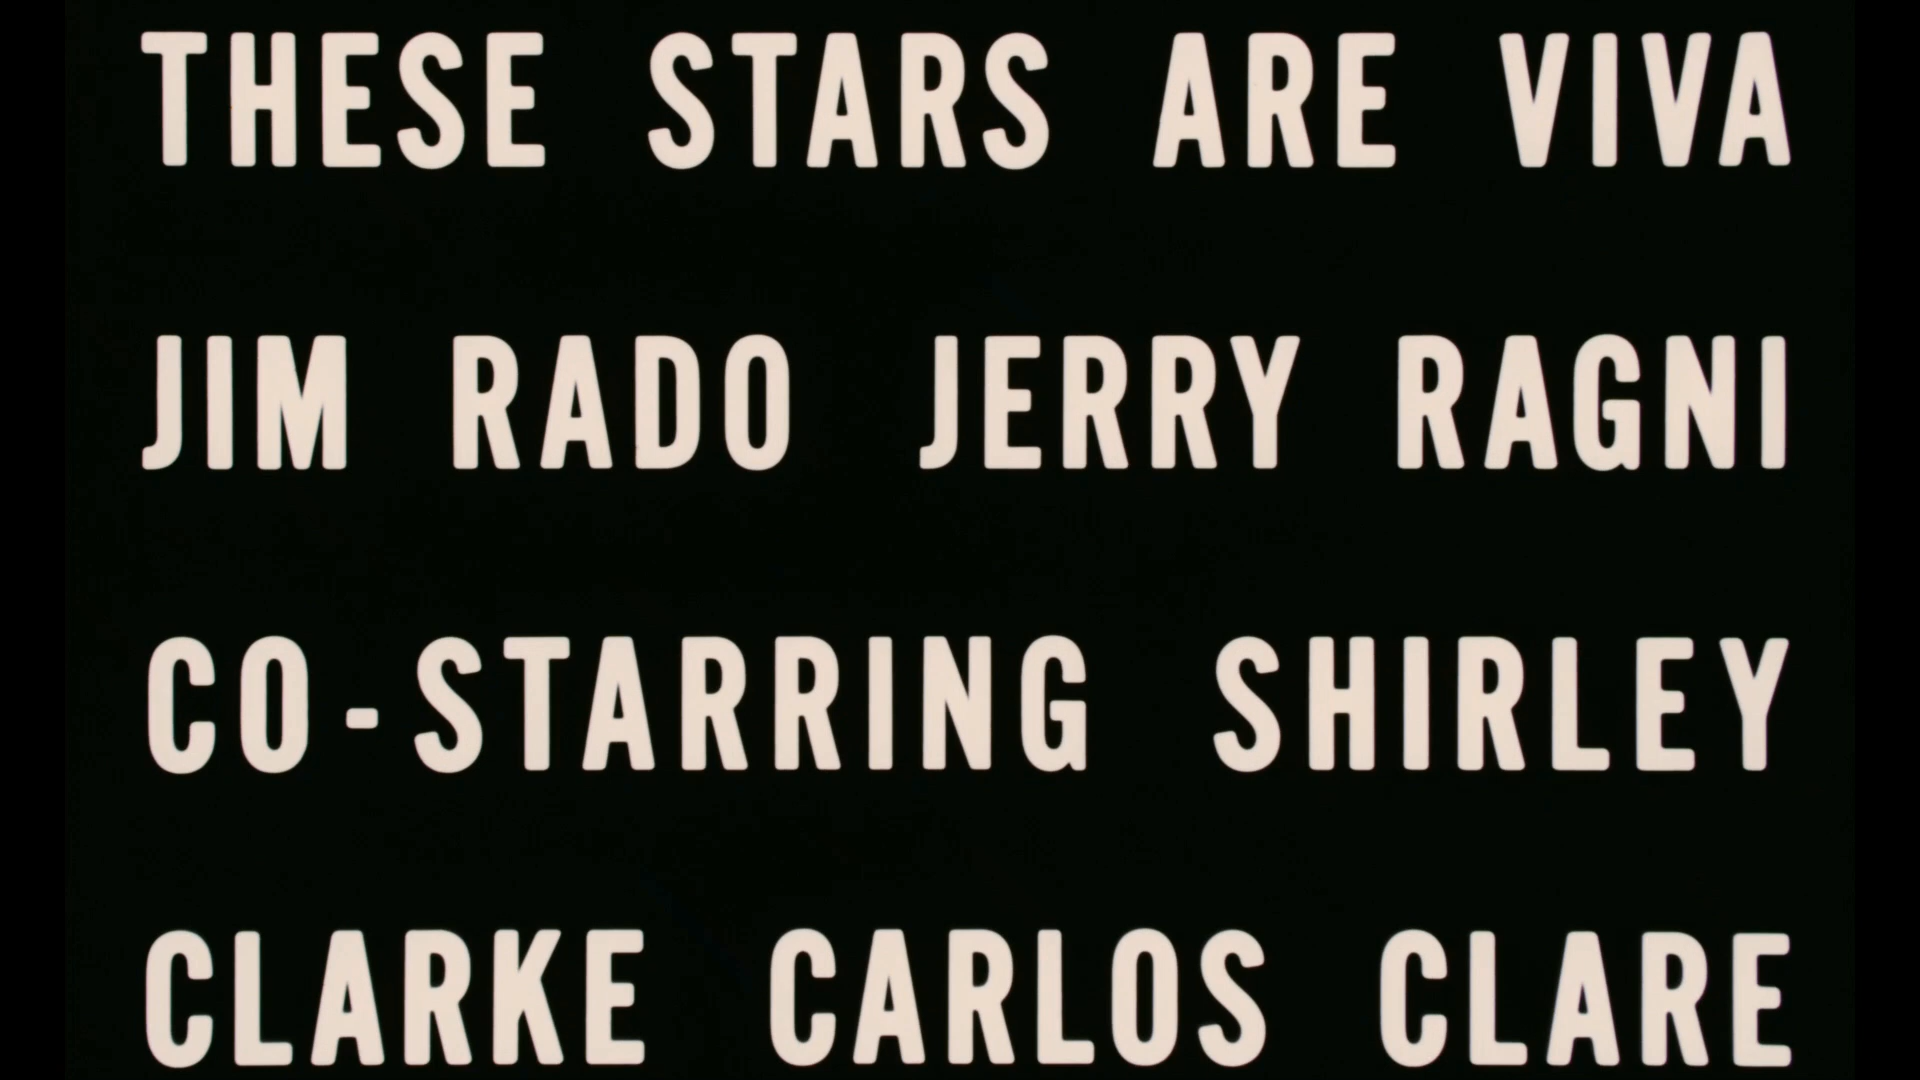 THESE STARS ARE VIVA
JIM RADO JERRY RAGNI
CO-STARRING SHIRLEY
CLARKE CARLOS CLARE